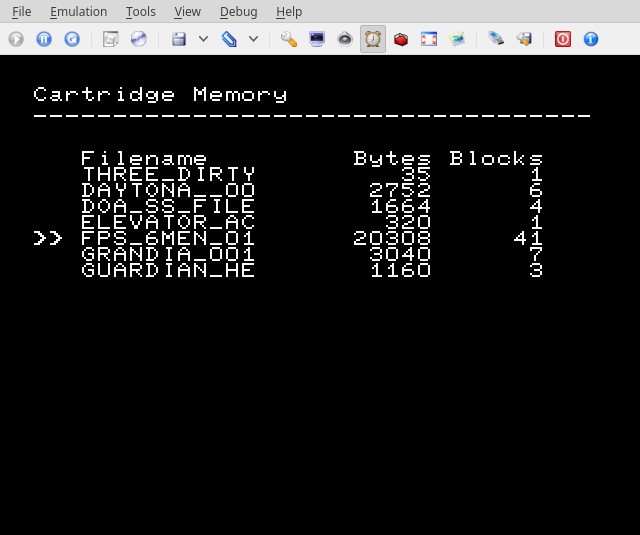 File Emulation Tools View Debug Help
Cartridge Memory
-----------------------------------
Filename Bytes Blocks
THREE_DIRTY 35 1
DAYTONA__00 2752 6
DOA_SS_FILE 1664 4
ELEVATOR_AC 320 1
>> FPS_6MEN_01 20308 41
GRANDIA_001 3040 7
GUARDIAN_HE 1160 3